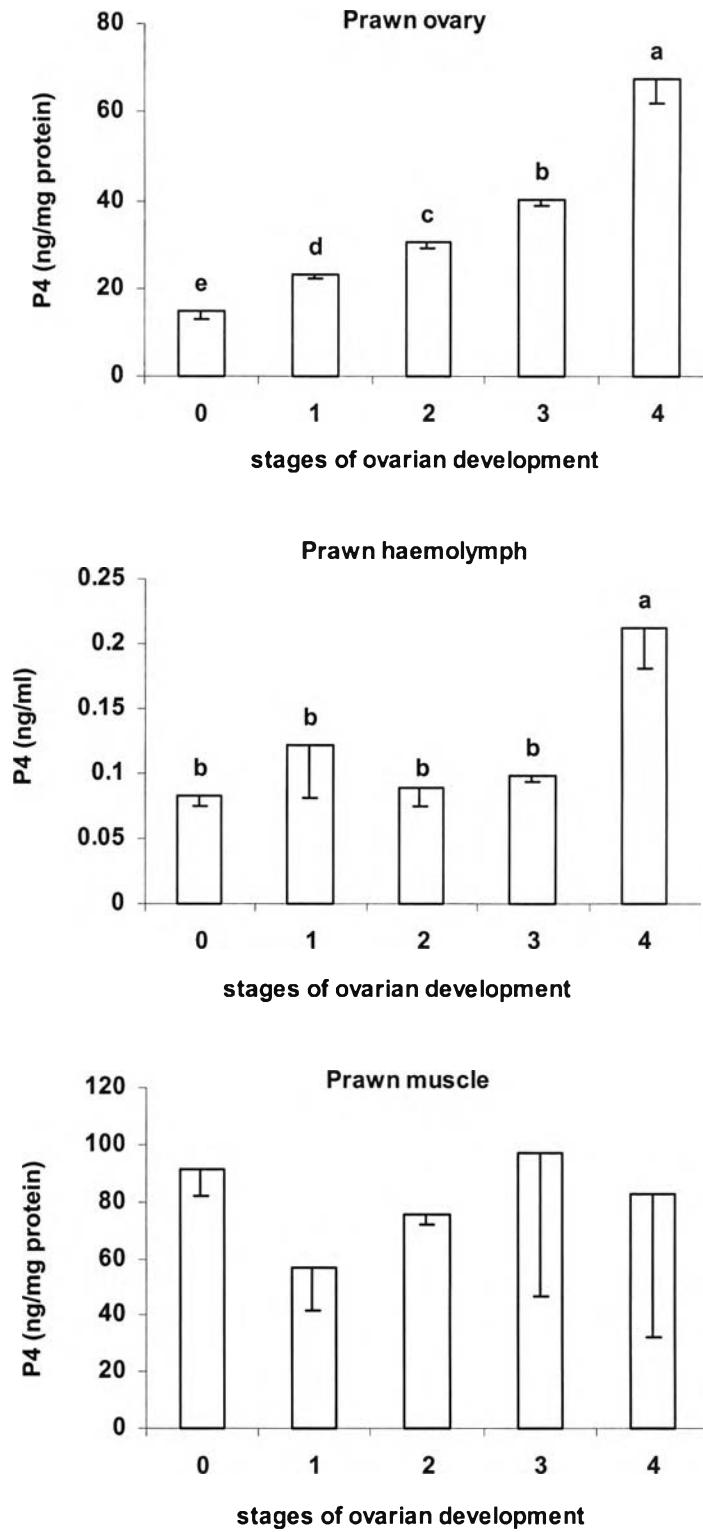 Prawn ovary
P4 (ng/mg protein)
80
60
40
20
0
e
d
c
b
a
0 1 2 3 4
stages of ovarian development
Prawn haemolymph
P4 (ng/ml)
0.25
0.2
0.15
0.1
0.05
0
b
b
b
b
a
0 1 2 3 4
stages of ovarian development
Prawn muscle
P4 (ng/mg protein)
120
100
80
60
40
20
0
0 1 2 3 4
stages of ovarian development